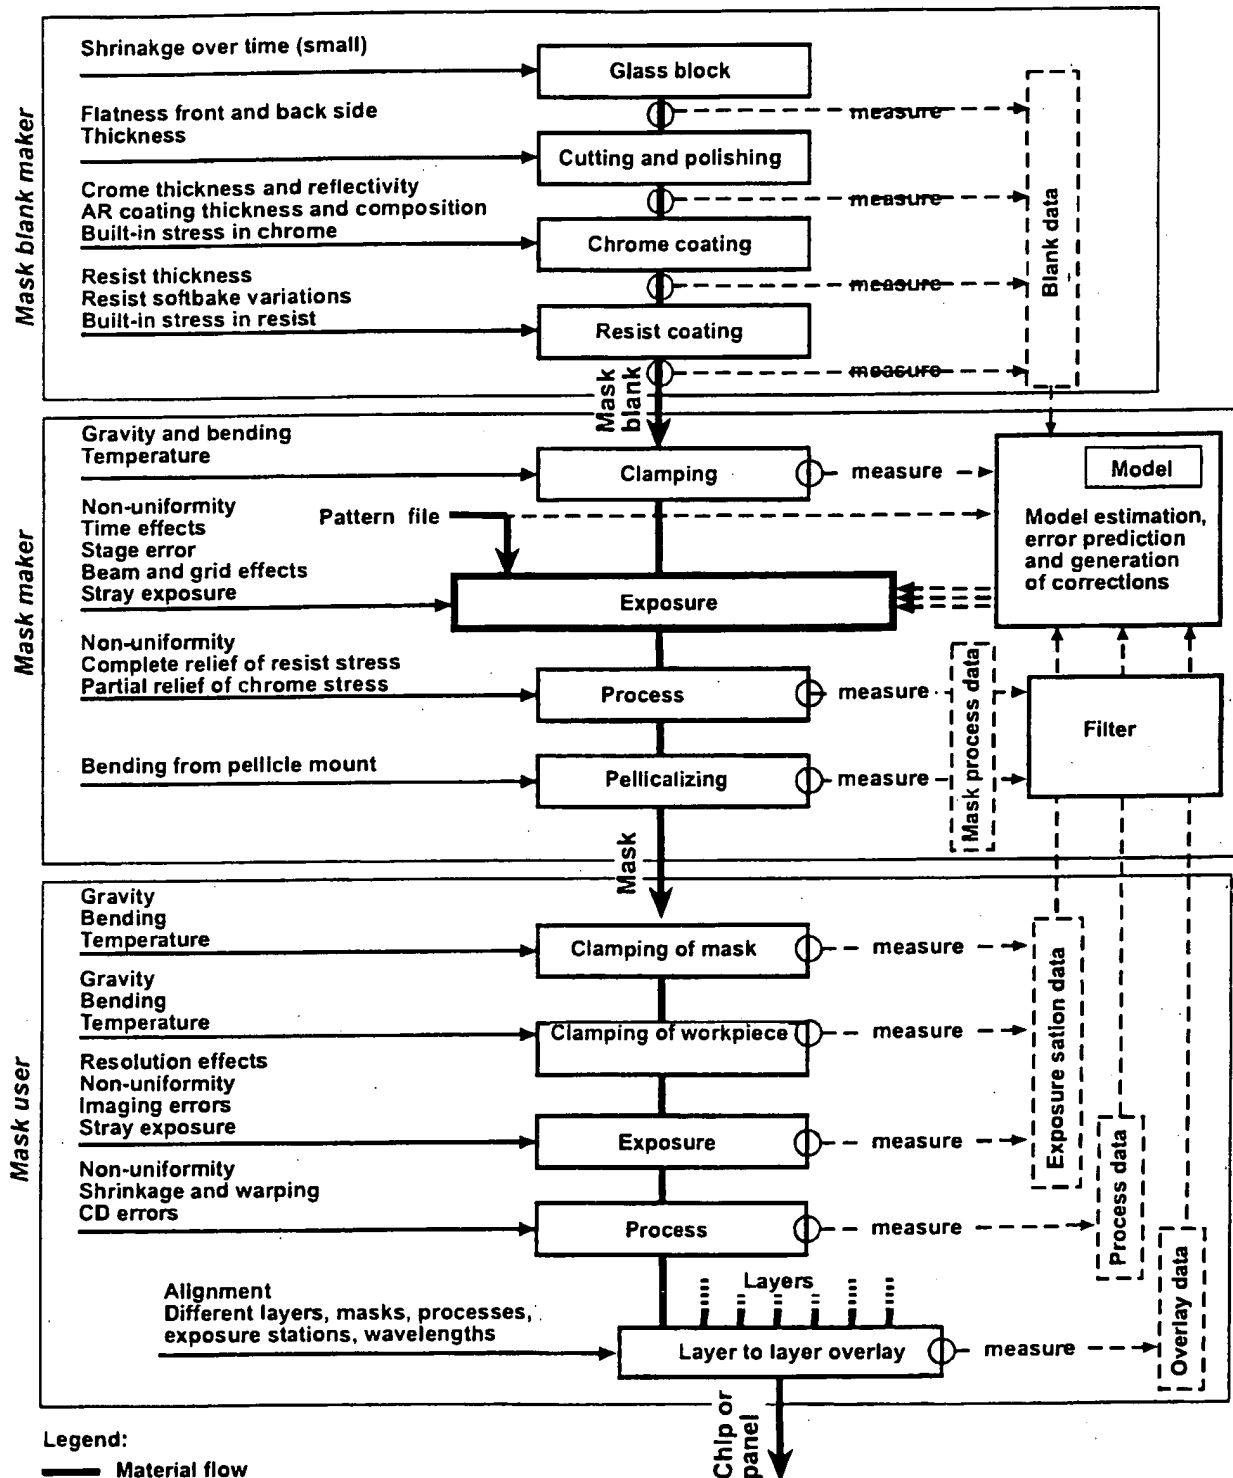 Mask blank maker
Shrinakge over time (small)
Glass block
measure
Flatness front and back side
Thickness
Cutting and polishing
measure
Crome thickness and reflectivity
AR coating thickness and composition
Built-in stress in chrome
Chrome coating
measure
Resist thickness
Resist softbake variations
Built-in stress in resist
Resist coating
measure
Blank data
Mask
blank
Mask maker
Gravity and bending
Temperature
Clamping
measure
Model
Model estimation,
error prediction
and generation
of corrections
Pattern file
Non-uniformity
Time effects
Stage error
Beam and grid effects
Stray exposure
Exposure
Non-uniformity
Complete relief of resist stress
Partial relief of chrome stress
Process
measure
Mask process data
Filter
Bending from pellicle mount
Pellicalizing
measure
Mask
Mask user
Gravity
Bending
Temperature
Clamping of mask
measure
Gravity
Bending
Temperature
Clamping of workpiece
measure
Exposure sation data
Resolution effects
Non-uniformity
Imaging errors
Stray exposure
Exposure
measure
Non-uniformity
Shrinkage and warping
CD errors
Process
measure
Process data
Layers
Alignment
Different layers, masks, processes,
exposure stations, wavelengths
Layer to layer overlay
measure
Overlay data
Chip or
panel
Legend:
Material flow